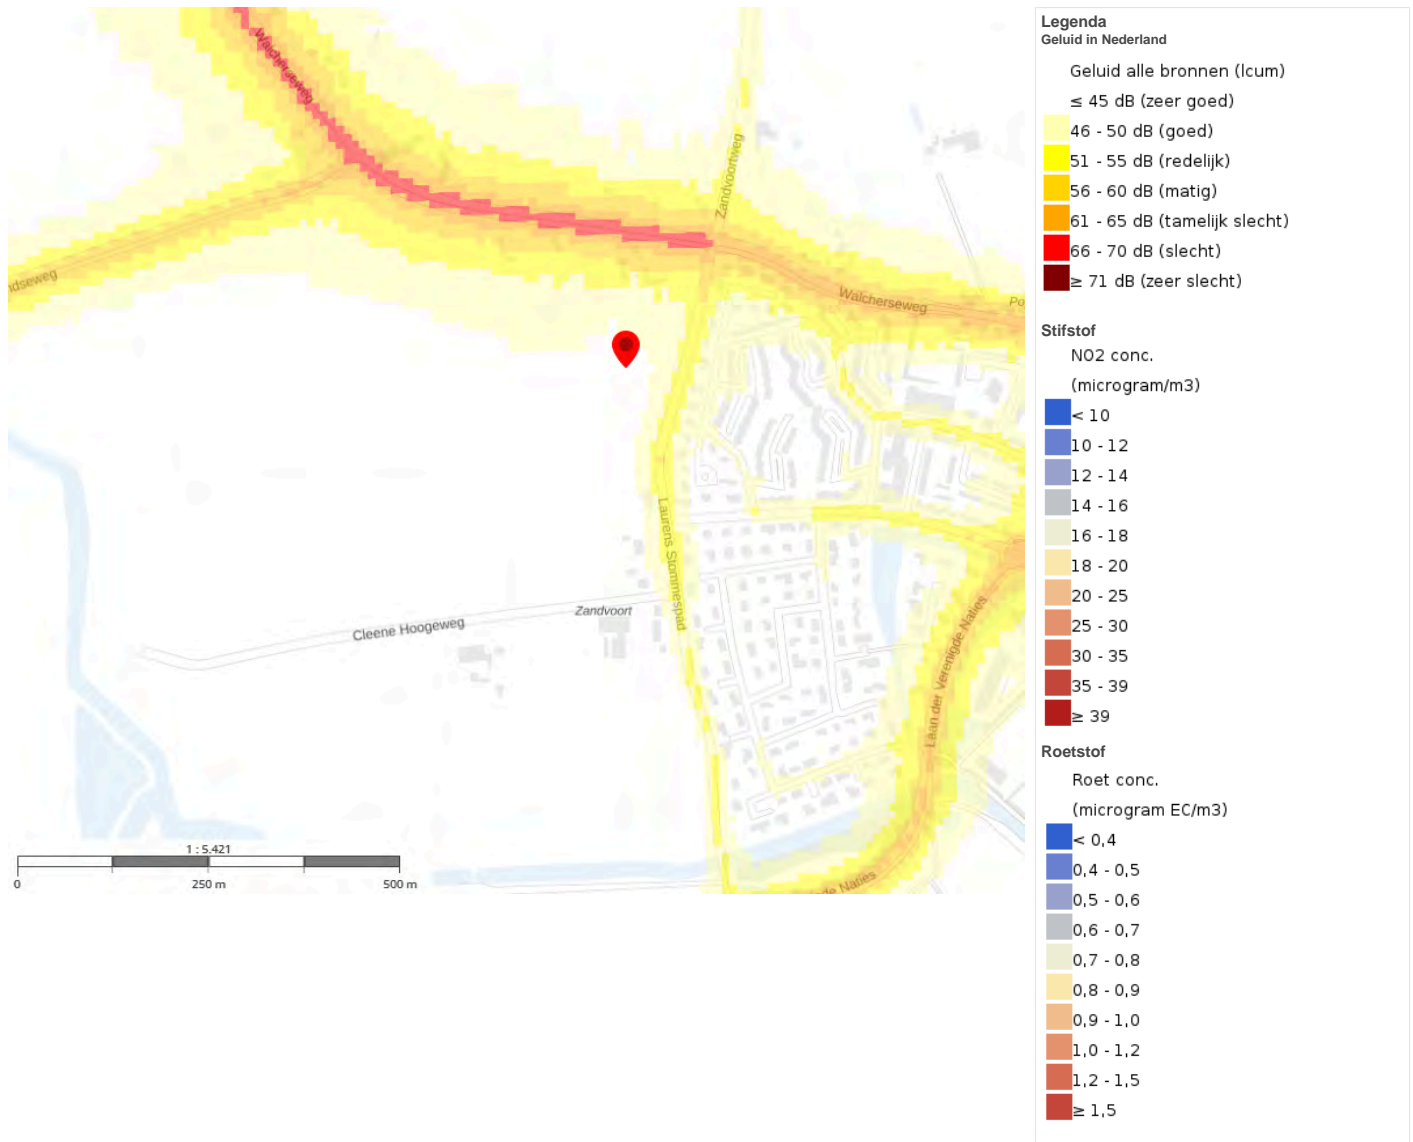 Walcherseweg
Zandvoortweg
ndseweg
Walcherseweg
Po
Laurens Stommespad
Zandvoort
Cleene Hoogeweg
Laan der Verenigde Naties
de Naties
1 : 5.421
0
250 m
500 m
Legenda
Geluid in Nederland
Geluid alle bronnen (lcum)
≤ 45 dB (zeer goed)
46 - 50 dB (goed)
51 - 55 dB (redelijk)
56 - 60 dB (matig)
61 - 65 dB (tamelijk slecht)
66 - 70 dB (slecht)
≥ 71 dB (zeer slecht)
Stifstof
NO2 conc.
(microgram/m3)
< 10
10 - 12
12 - 14
14 - 16
16 - 18
18 - 20
20 - 25
25 - 30
30 - 35
35 - 39
≥ 39
Roetstof
Roet conc.
(microgram EC/m3)
< 0,4
0,4 - 0,5
0,5 - 0,6
0,6 - 0,7
0,7 - 0,8
0,8 - 0,9
0,9 - 1,0
1,0 - 1,2
1,2 - 1,5
≥ 1,5